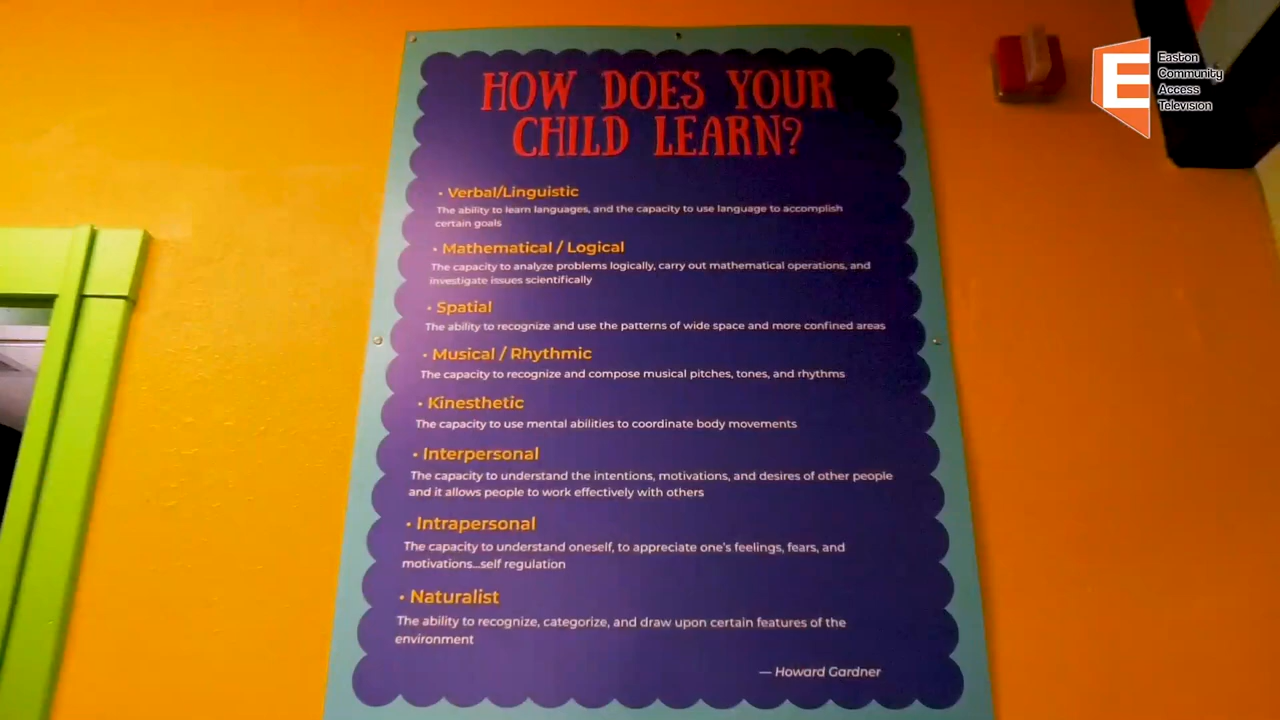 HOW DOES YOUR
CHILD LEARN?
• Verbal/Linguistic
The ability to learn languages, and the capacity to use language to accomplish
certain goals
• Mathematical / Logical
The capacity to analyze problems logically, carry out mathematical operations, and
investigate issues scientifically
• Spatial
The ability to recognize and use the patterns of wide space and more confined areas
• Musical / Rhythmic
The capacity to recognize and compose musical pitches, tones, and rhythms
• Kinesthetic
The capacity to use mental abilities to coordinate body movements
• Interpersonal
The capacity to understand the intentions, motivations, and desires of other people
and it allows people to work effectively with others
• Intrapersonal
The capacity to understand oneself, to appreciate one's feelings, fears, and
motivations...self regulation
• Naturalist
The ability to recognize, categorize, and draw upon certain features of the
environment
— Howard Gardner
E
Easton
Community
Access
Television